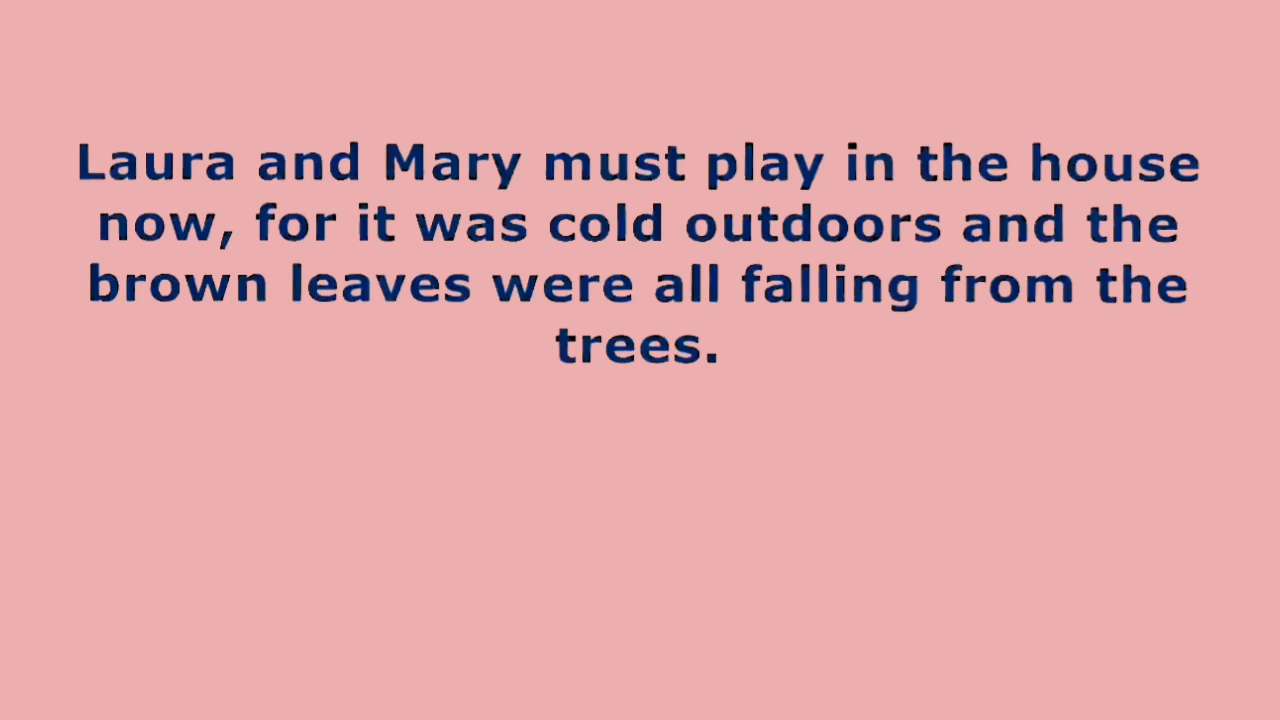 Laura and Mary must play in the house
now, for it was cold outdoors and the
brown leaves were all falling from the
trees.